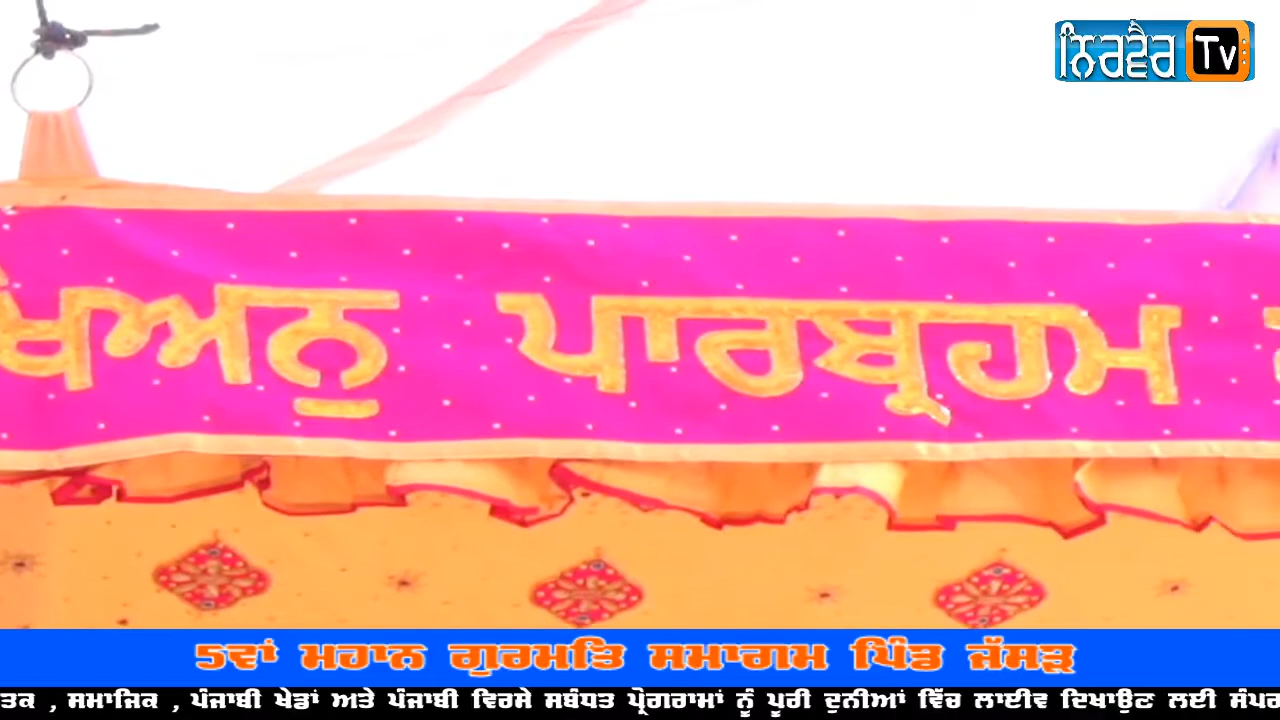 ਨਿਰਵੈਰ Tv
ਖਿਅਨੁ ਪਾਰਬ੍ਰਹਮ
5ਵਾਂ ਮਹਾਨ ਗੁਰਮਤਿ ਸਮਾਗਮ ਪਿੰਡ ਜੱਸੜ
ਤਕ , ਸਮਾਜਿਕ , ਪੰਜਾਬੀ ਖੇਡਾਂ ਅਤੇ ਪੰਜਾਬੀ ਵਿਰਸੇ ਸਬੰਧਤ ਪ੍ਰੋਗਰਾਮਾਂ ਨੂੰ ਪੂਰੀ ਦੁਨੀਆਂ ਵਿੱਚ ਲਾਈਵ ਦਿਖਾਉਣ ਲਈ ਸੰਪਰ